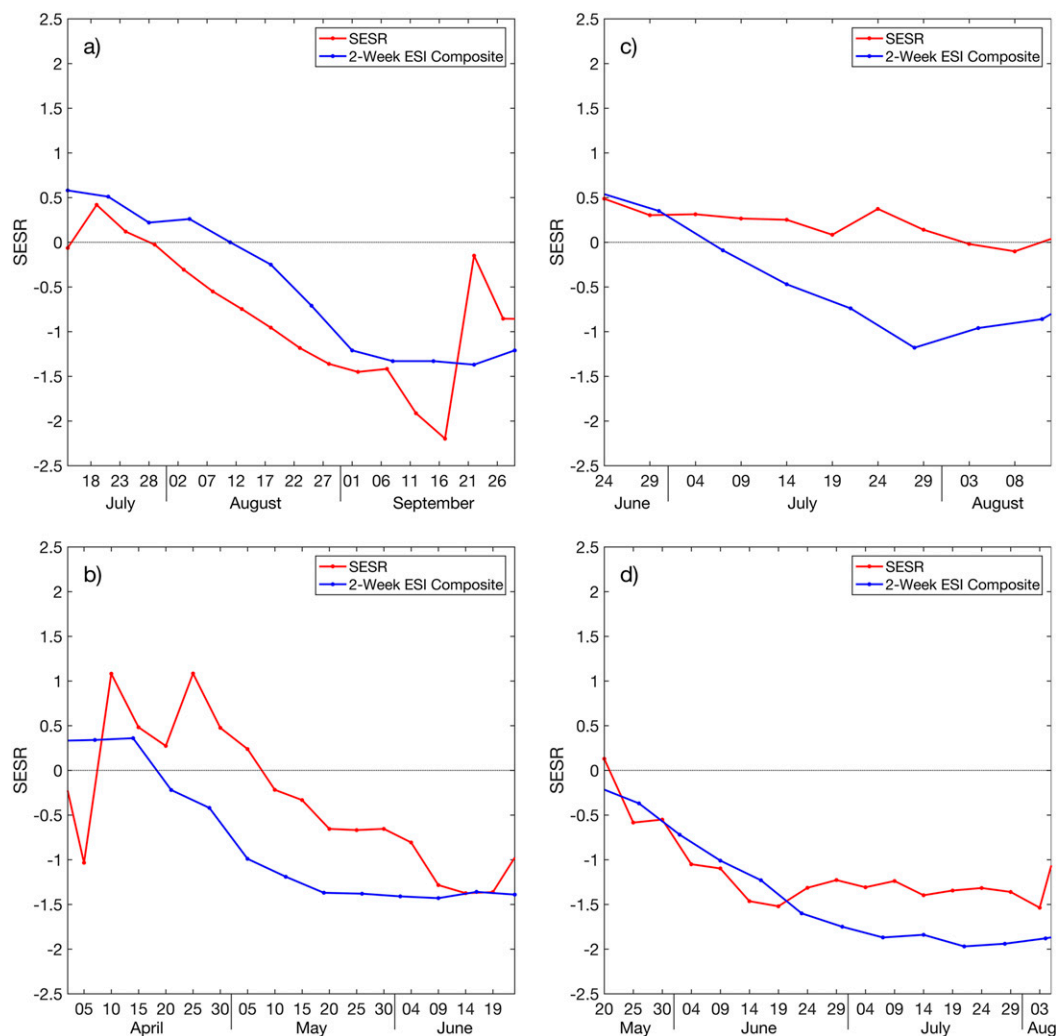 a)
SESR
2-Week ESI Composite
2.5
2
1.5
1
0.5
0
-0.5
-1
-1.5
-2
-2.5
SESR
18 23 28 02 07 12 17 22 27 01 06 11 16 21 26
July August September
c)
SESR
2-Week ESI Composite
2.5
2
1.5
1
0.5
0
-0.5
-1
-1.5
-2
-2.5
SESR
24 29 04 09 14 19 24 29 03 08
June July August
b)
SESR
2-Week ESI Composite
2.5
2
1.5
1
0.5
0
-0.5
-1
-1.5
-2
-2.5
SESR
05 10 15 20 25 30 05 10 15 20 25 30 04 09 14 19
April May June
d)
SESR
2-Week ESI Composite
2.5
2
1.5
1
0.5
0
-0.5
-1
-1.5
-2
-2.5
SESR
20 25 30 04 09 14 19 24 29 04 09 14 19 24 29 03
May June July Aug